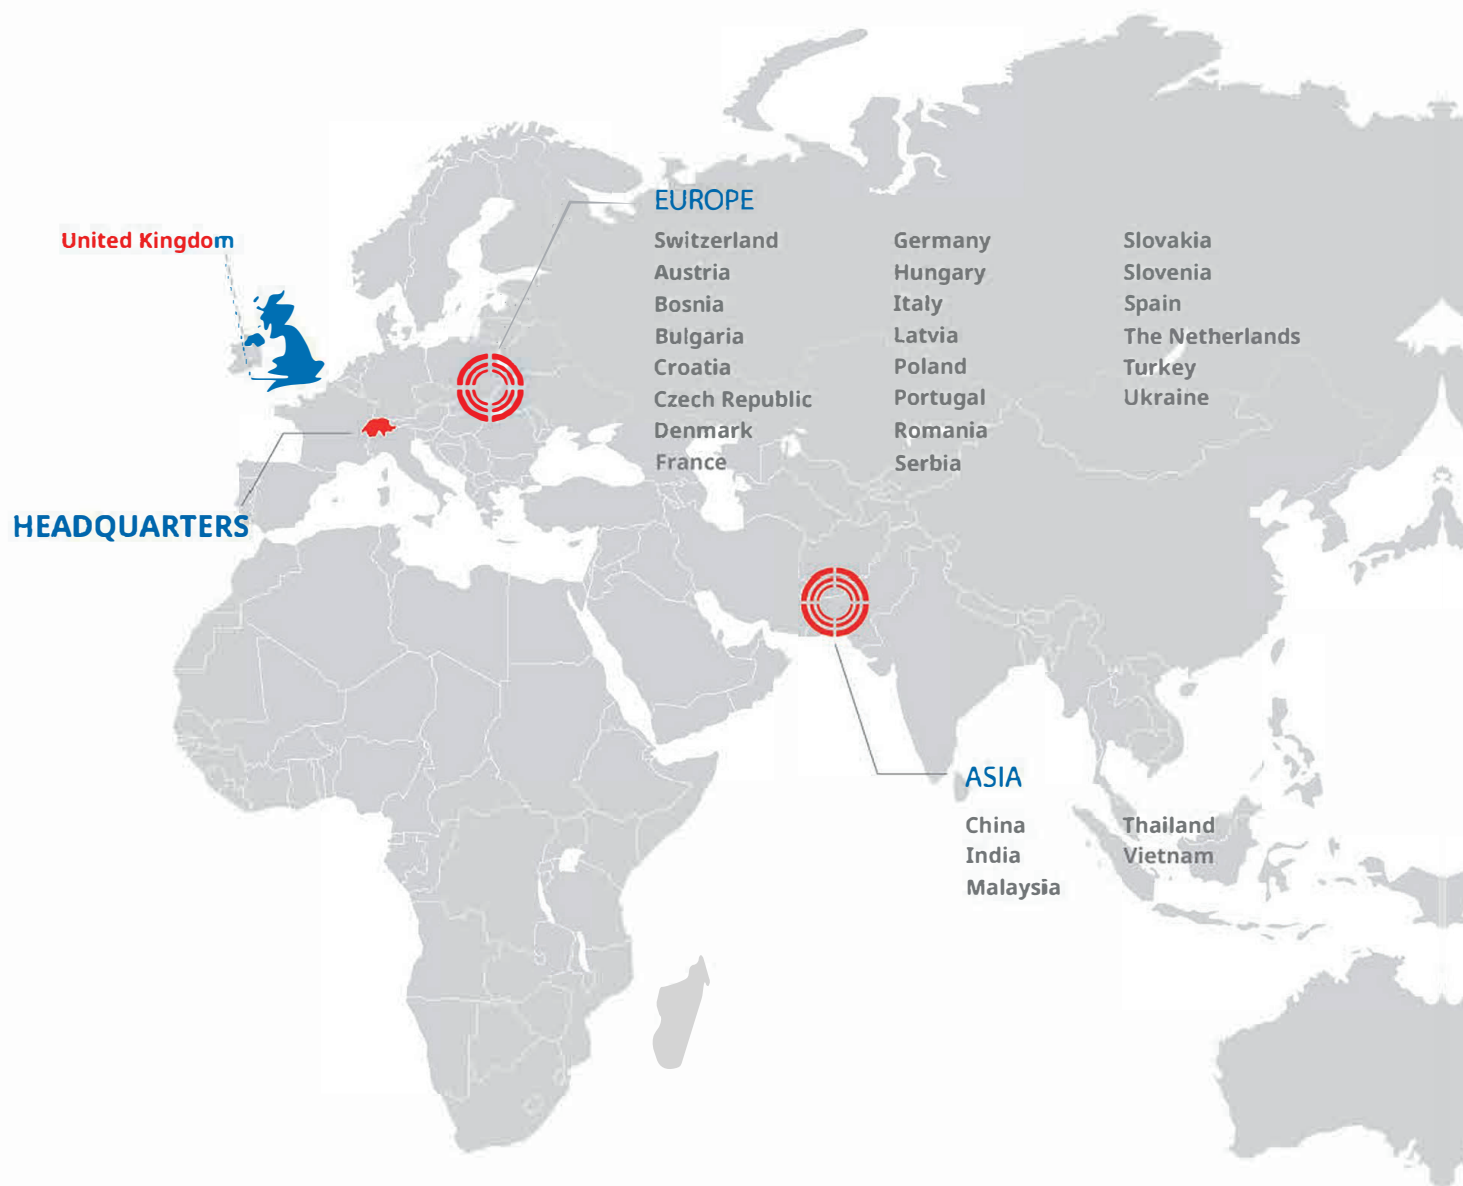 United Kingdom
HEADQUARTERS
EUROPE
Switzerland
Austria
Bosnia
Bulgaria
Croatia
Czech Republic
Denmark
France
Germany
Hungary
Italy
Latvia
Poland
Portugal
Romania
Serbia
Slovakia
Slovenia
Spain
The Netherlands
Turkey
Ukraine
ASIA
China
India
Malaysia
Thailand
Vietnam